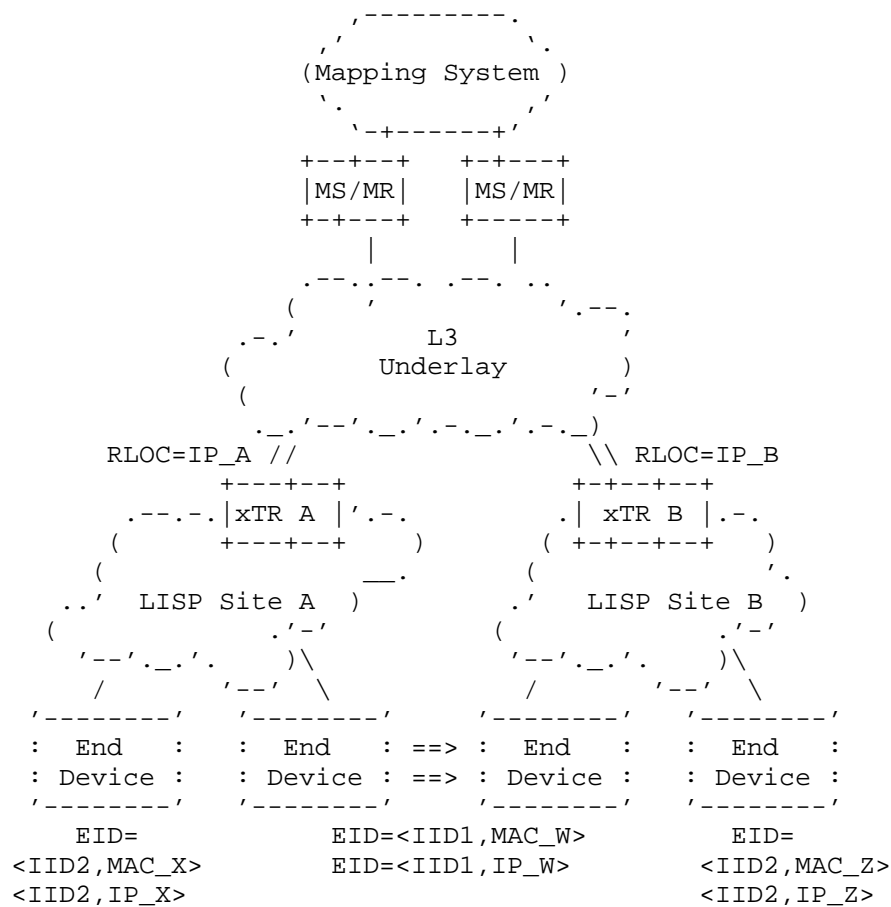 (Mapping System )
|MS/MR| |MS/MR|
L3
Underlay
RLOC=IP_A // \\ RLOC=IP_B
|xTR A | | xTR B |
LISP Site A ) LISP Site B )
: End : : End : ==> : End : : End :
: Device : : Device : ==> : Device : : Device :
EID= EID=<IID1,MAC_W> EID=
<IID2,MAC_X> EID=<IID1,IP_W> <IID2,MAC_Z>
<IID2,IP_X> <IID2,IP_Z>